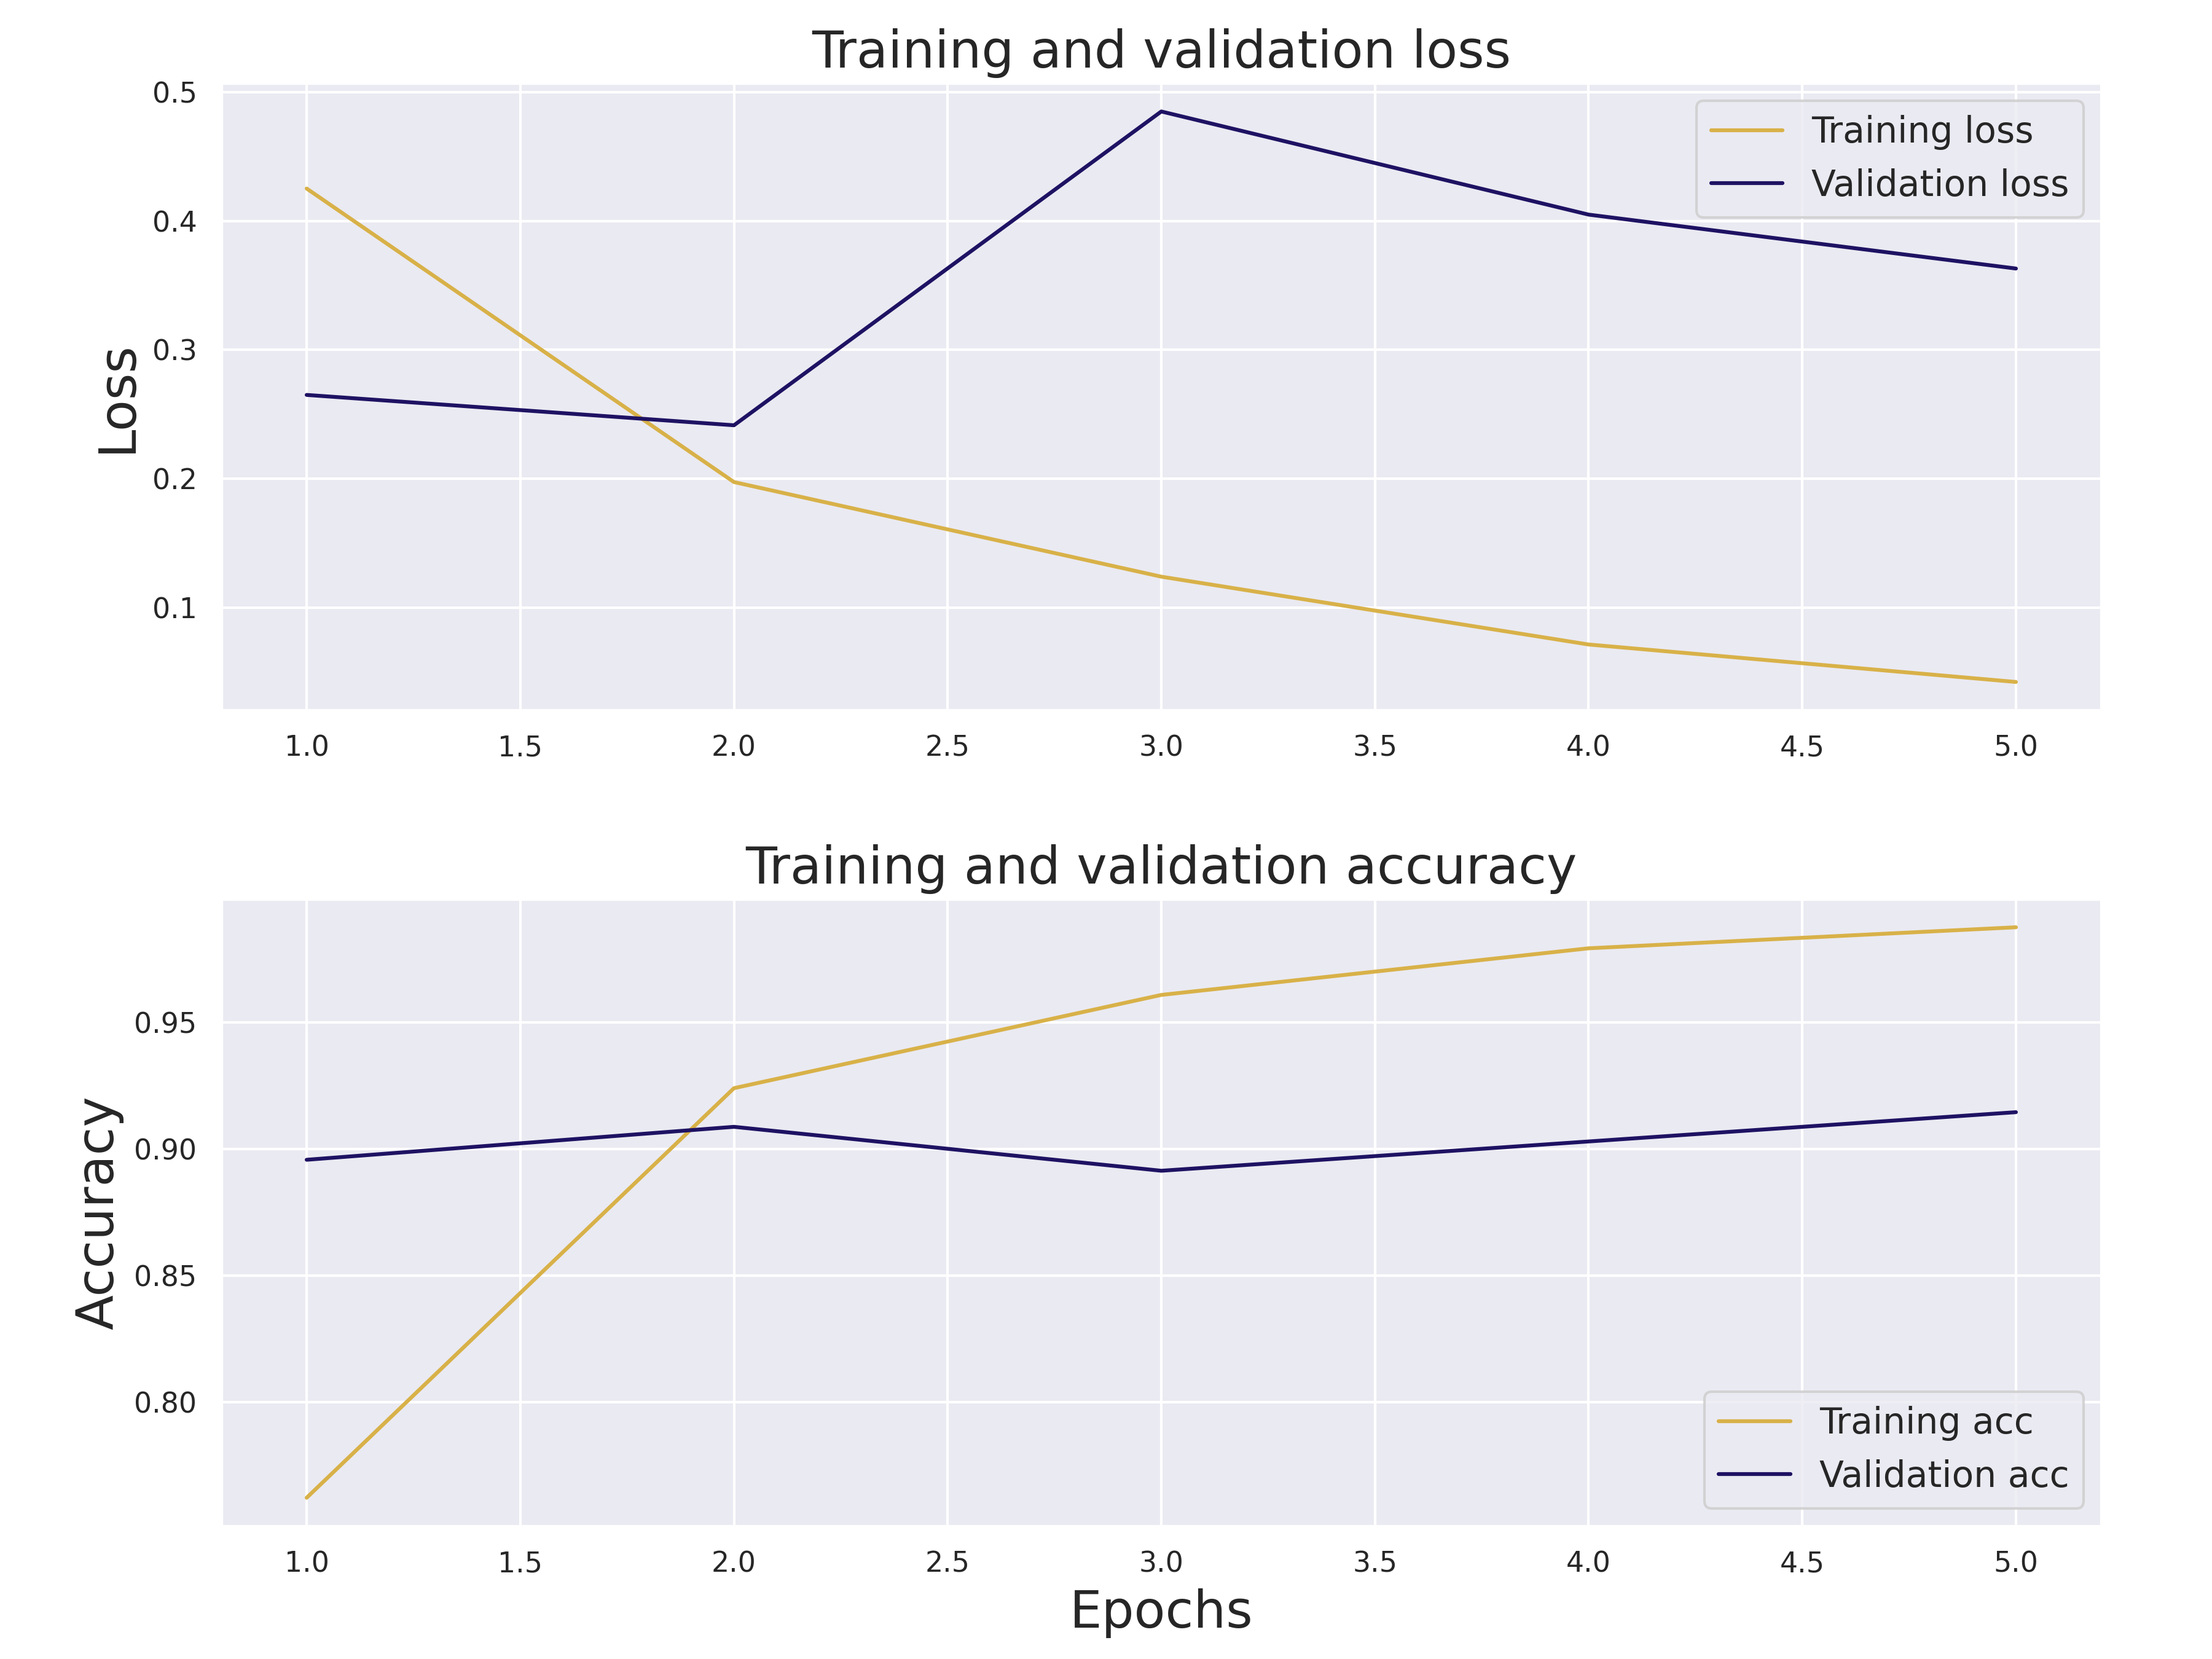 Training and validation loss
0.5
0.4
0.3
0.2
0.1
Loss
Training loss
Validation loss
1.0 1.5 2.0 2.5 3.0 3.5 4.0 4.5 5.0
Training and validation accuracy
0.95
0.90
0.85
0.80
Accuracy
Training acc
Validation acc
1.0 1.5 2.0 2.5 3.0 3.5 4.0 4.5 5.0
Epochs